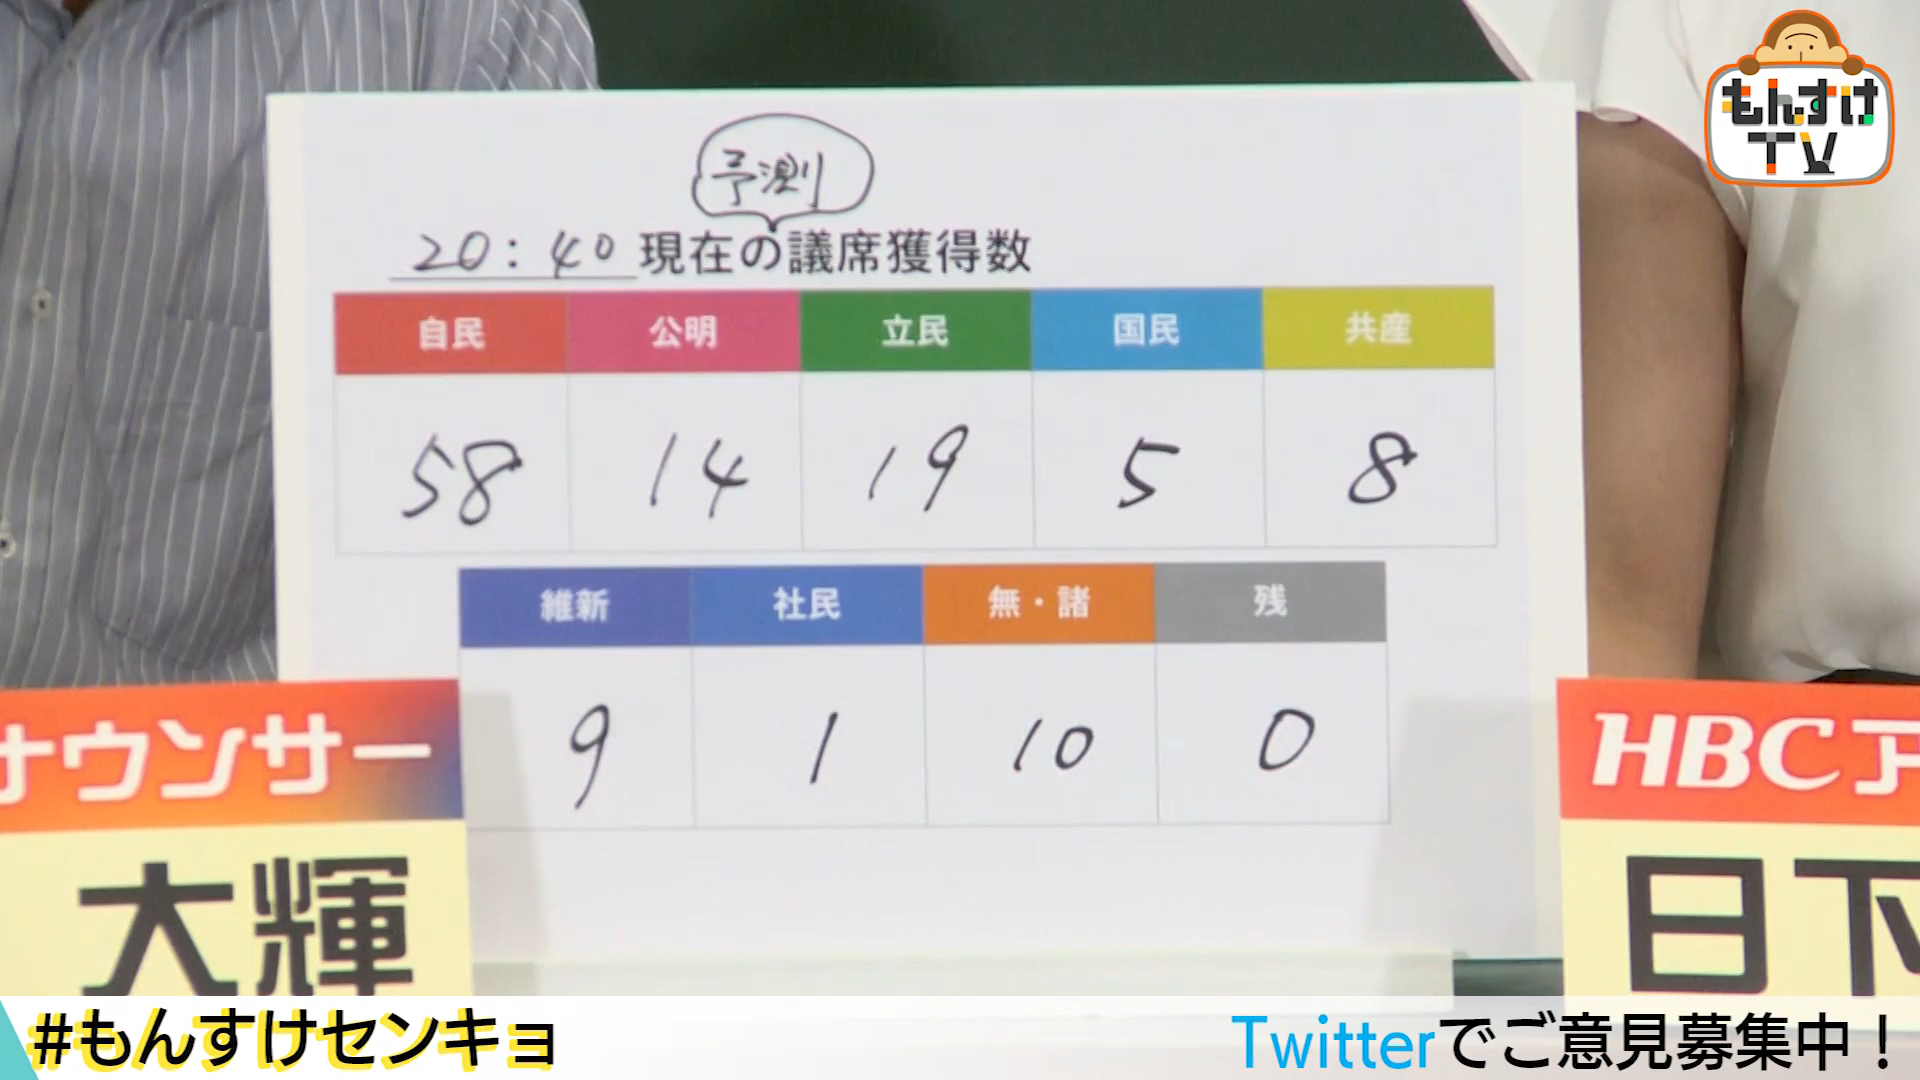 もんすけ
TV
予測
20:40 現在の議席獲得数
自民 公明 立民 国民 共産
58 14 19 5 8
維新 社民 無・諸 残
9 1 10 0
ナウンサー
大輝
HBCア
日下
#もんすけセンキョ
Twitterでご意見募集中!